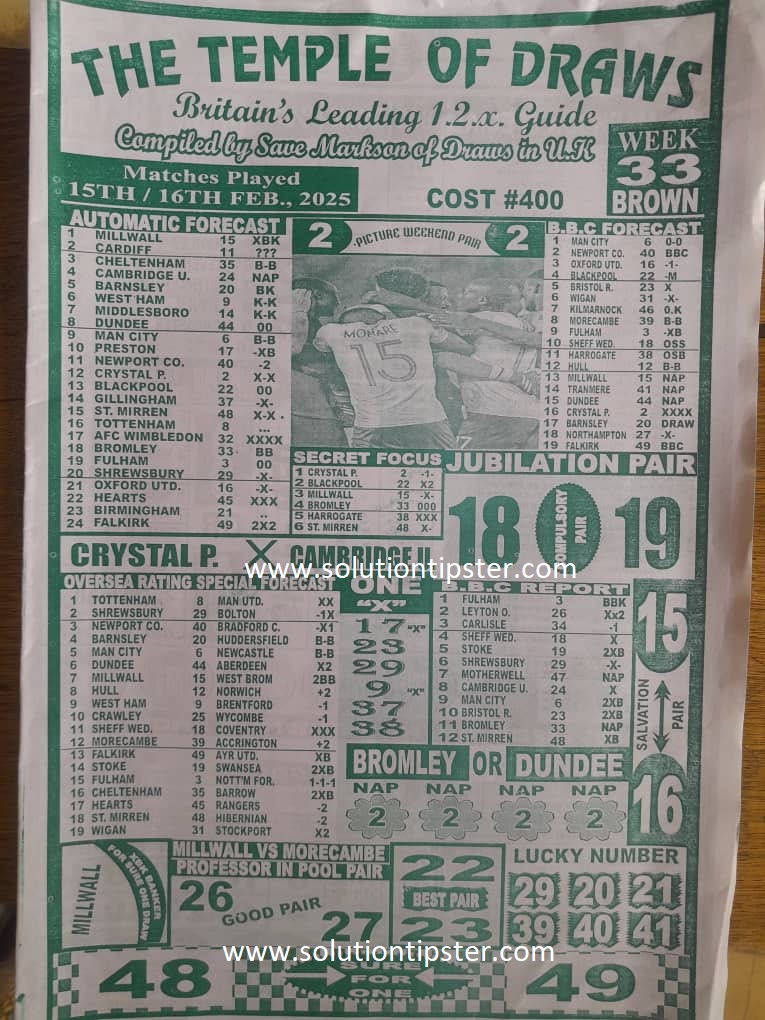 THE TEMPLE OF DRAWS
Britain's Leading 1.2.x. Guide
Compiled by Save Markson of Draws in U.K
WEEK
33
BROWN
Matches Played
15TH / 16TH FEB., 2025
COST #400
AUTOMATIC FORECAST
1 MILLWALL 15 XBK
2 CARDIFF 11 ???
3 CHELTENHAM 35 B-B
4 CAMBRIDGE U. 24 NAP
5 BARNSLEY 20 BK
6 WEST HAM 9 K-K
7 MIDDLESBORO 14 K-K
8 DUNDEE 44 00
9 MAN CITY 6 B-B
10 PRESTON 17 -XB
11 NEWPORT CO. 40 -2
12 CRYSTAL P. 2 X-X
13 BLACKPOOL 22 00
14 GILLINGHAM 37 -X-
15 ST. MIRREN 48 X-X
16 TOTTENHAM 8 ...
17 AFC WIMBLEDON 32 XXXX
18 BROMLEY 33 BB
19 FULHAM 3 00
20 SHREWSBURY 29 -X-
21 OXFORD UTD. 16 -X-
22 HEARTS 45 XXX
23 BIRMINGHAM 21 ..
24 FALKIRK 49 2X2
2 PICTURE WEEKEND PAIR 2
MOHARE
15
B.B.C FORECAST
1 MAN CITY 6 0-0
2 NEWPORT CO. 40 BBC
3 OXFORD UTD. 16 -1-
4 BLACKPOOL 22 -M
5 BRISTOL R. 23 X
6 WIGAN 31 -X-
7 KILMARNOCK 46 0.K
8 MORECAMBE 39 B-B
9 FULHAM 3 -XB
10 SHEFF WED. 18 OSS
11 HARROGATE 38 OSB
12 HULL 12 B-B
13 MILLWALL 15 NAP
14 TRANMERE 41 NAP
15 DUNDEE 44 NAP
16 CRYSTAL P. 2 XXXX
17 BARNSLEY 20 DRAW
18 NORTHAMPTON 27 -X-
19 FALKIRK 49 BBC
SECRET FOCUS
1 CRYSTAL P. 2 -1-
2 BLACKPOOL 22 X2
3 MILLWALL 15 -X-
4 BROMLEY 33 000
5 HARROGATE 38 XXX
6 ST. MIRREN 48 X-
JUBILATION PAIR
18 COMPULSORY PAIR 19
CRYSTAL P. X CAMBRIDGE U.
www.solutiontipster.com
OVERSEA RATING SPECIAL FORECAST
1 TOTTENHAM 8 MAN UTD. XX
2 SHREWSBURY 29 BOLTON -1X
3 NEWPORT CO. 40 BRADFORD C. -X1
4 BARNSLEY 20 HUDDERSFIELD B-B
5 MAN CITY 6 NEWCASTLE B-B
6 DUNDEE 44 ABERDEEN X2
7 MILLWALL 15 WEST BROM 2BB
8 HULL 12 NORWICH +2
9 WEST HAM 9 BRENTFORD -1
10 CRAWLEY 25 WYCOMBE -1
11 SHEFF WED. 18 COVENTRY XXX
12 MORECAMBE 39 ACCRINGTON +2
13 FALKIRK 49 AYR UTD. XB
14 STOKE 19 SWANSEA 2XB
15 FULHAM 3 NOTT'M FOR. 1-1-1
16 CHELTENHAM 35 BARROW 2XB
17 HEARTS 45 RANGERS -2
18 ST. MIRREN 48 HIBERNIAN -2
19 WIGAN 31 STOCKPORT X2
ONE
"X"
17 "X"
23
29
9 "X"
37
38
B.B.C REPORT
1 FULHAM 3 BBK
2 LEYTON O. 26 Xx2
3 CARLISLE 34 -1
4 SHEFF WED. 18 X
5 STOKE 19 2XB
6 SHREWSBURY 29 -X-
7 MOTHERWELL 47 NAP
8 CAMBRIDGE U. 24 X
9 MAN CITY 6 2XB
10 BRISTOL R. 23 2XB
11 BROMLEY 33 NAP
12 ST. MIRREN 48 XB
15
SALVATION PAIR
16
BROMLEY OR DUNDEE
NAP NAP NAP NAP
2 2 2 2
MILLWALL
XBK BANKER FOR SURE ONE DRAW
MILLWALL VS MORECAMBE
PROFESSOR IN POOL PAIR
26 GOOD PAIR 27
22
BEST PAIR
23
LUCKY NUMBER
29 20 21
39 40 41
www.solutiontipster.com
48 SURE FOR ONE 49